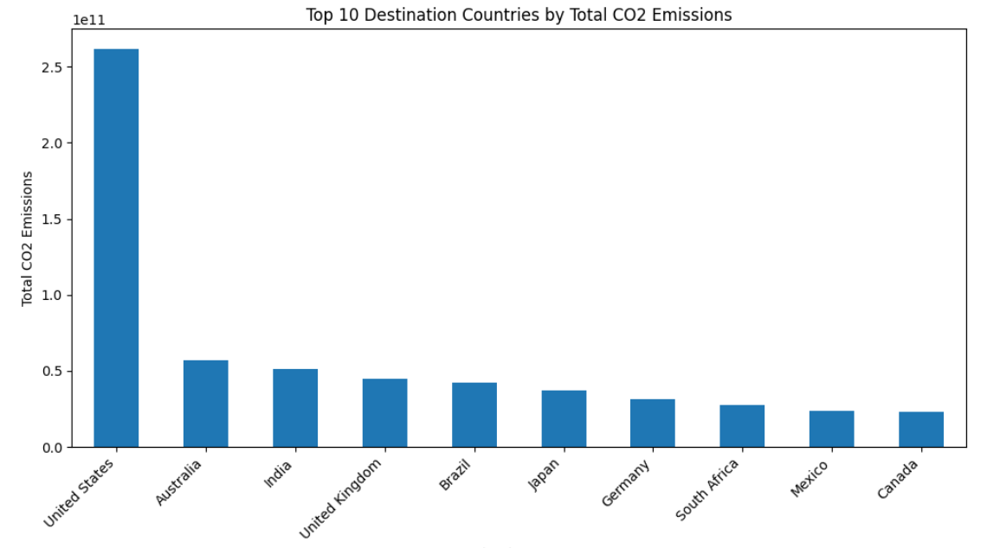 Top 10 Destination Countries by Total CO2 Emissions
1e11
Total CO2 Emissions
2.5
2.0
1.5
1.0
0.5
0.0
United States
Australia
India
United Kingdom
Brazil
Japan
Germany
South Africa
Mexico
Canada